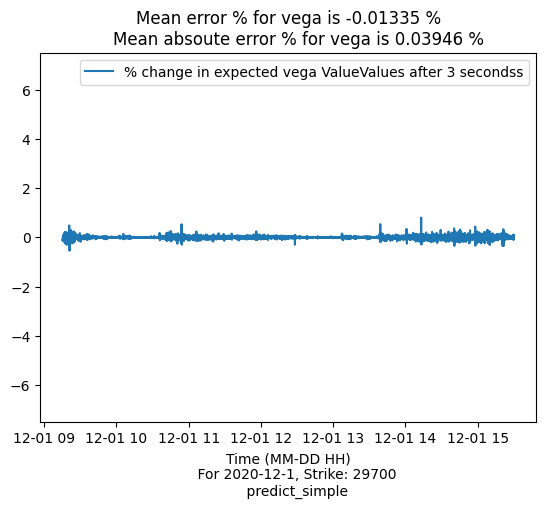 Mean error % for vega is -0.01335 %
Mean absoute error % for vega is 0.03946 %
% change in expected vega ValueValues after 3 secondss
6
4
2
0
−2
−4
−6
12-01 09 12-01 10 12-01 11 12-01 12 12-01 13 12-01 14 12-01 15
Time (MM-DD HH)
For 2020-12-1, Strike: 29700
predict_simple